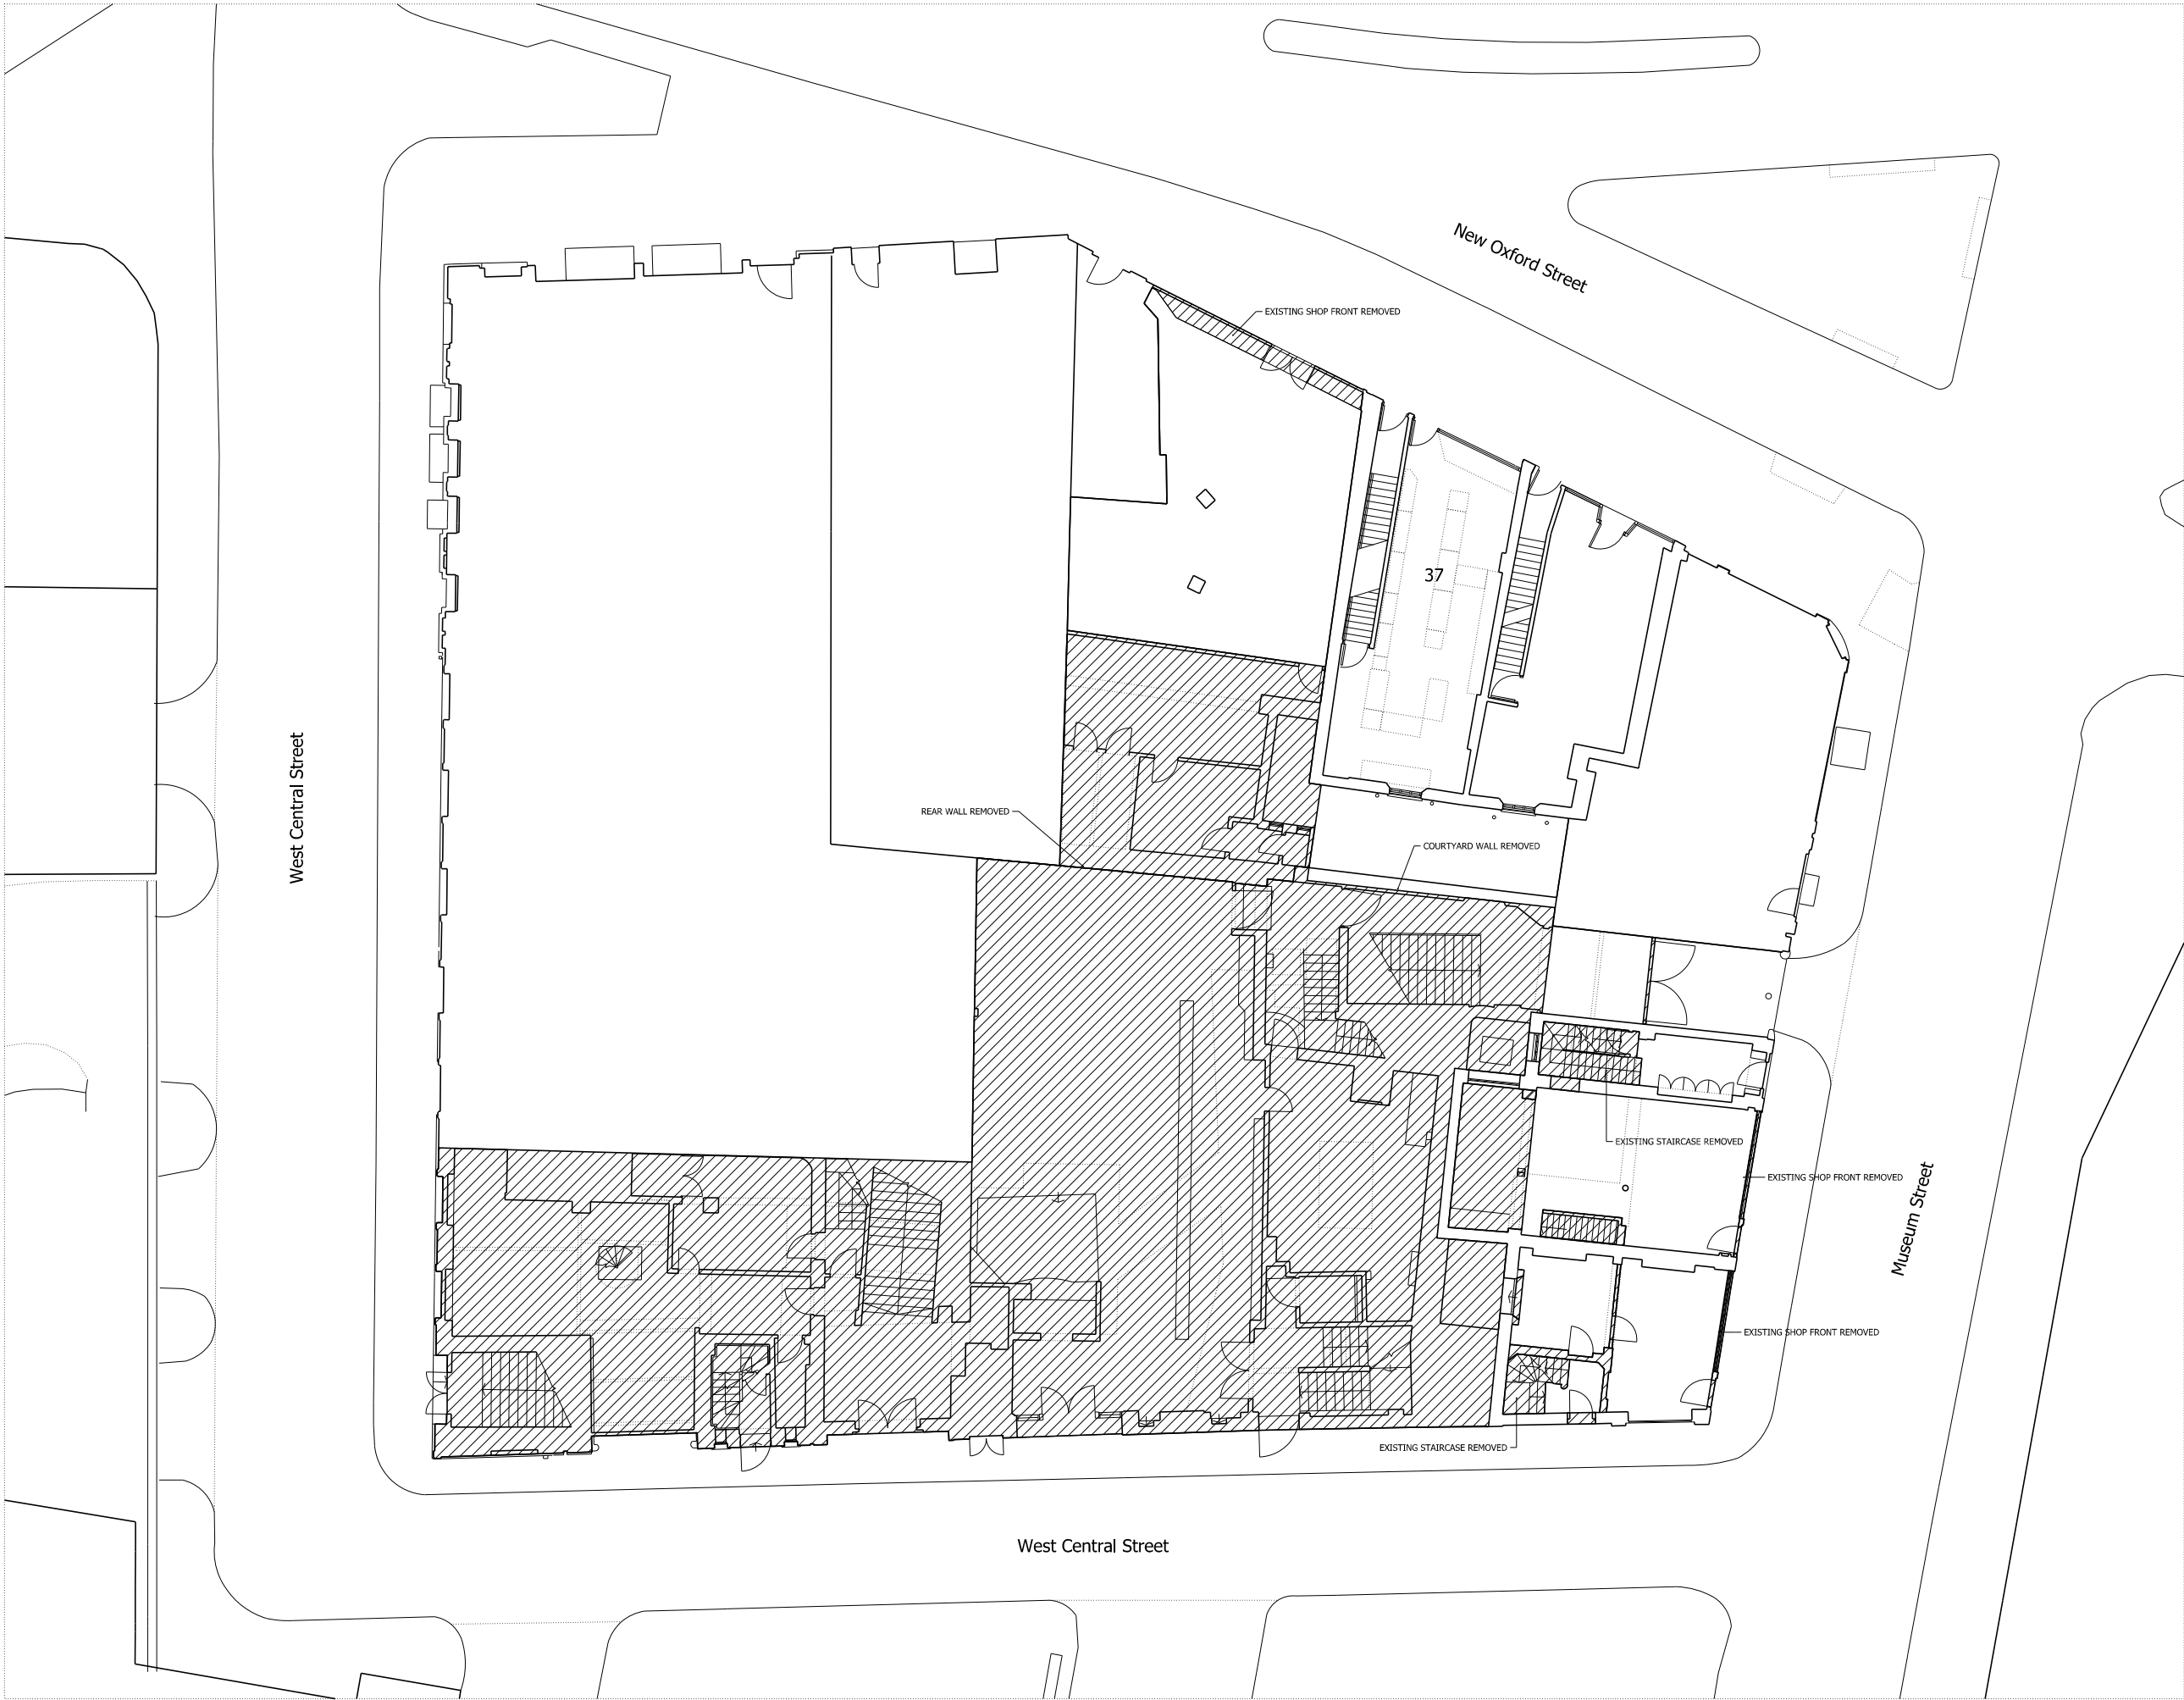 New Oxford Street
EXISTING SHOP FRONT REMOVED
37
West Central Street
REAR WALL REMOVED
COURTYARD WALL REMOVED
EXISTING STAIRCASE REMOVED
EXISTING SHOP FRONT REMOVED
Museum Street
EXISTING SHOP FRONT REMOVED
EXISTING STAIRCASE REMOVED
West Central Street